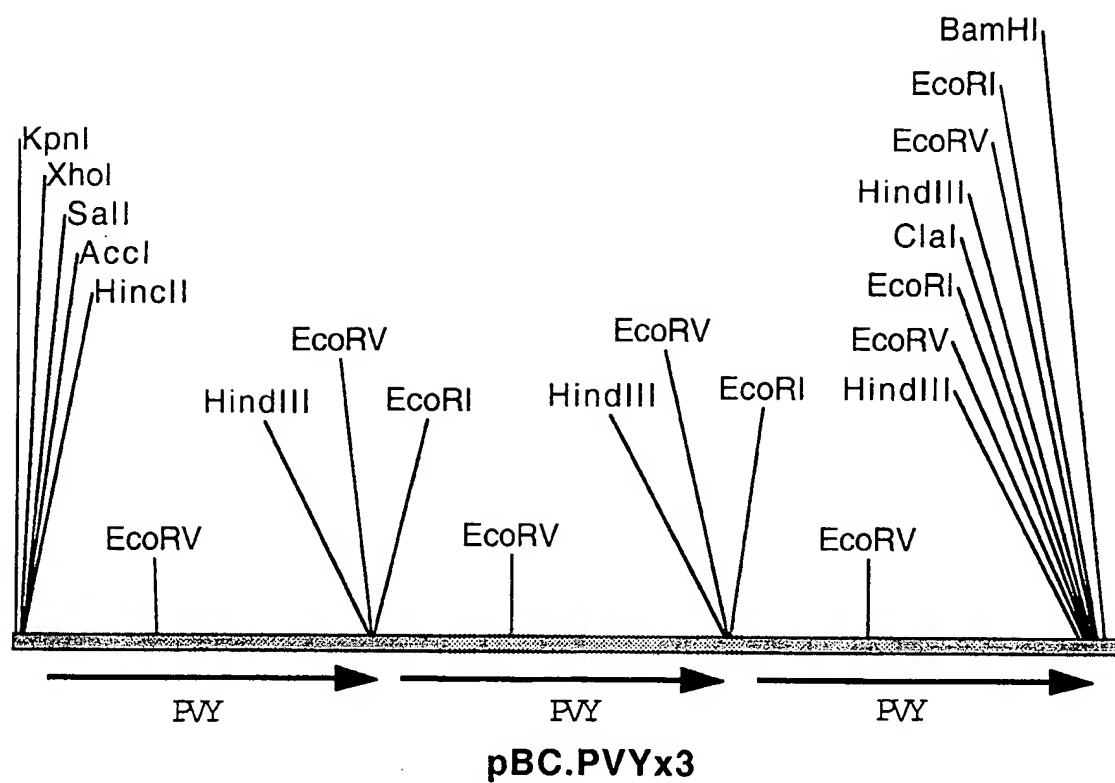 BamHI
EcoRI
KpnI
EcoRV
XhoI
HindIII
SalI
ClaI
AccI
EcoRI
HincII
EcoRV
EcoRV
EcoRV
HindIII
EcoRI
HindIII
EcoRI
HindIII
EcoRV
EcoRV
EcoRV
PVY
PVY
PVY
pBC.PVYx3